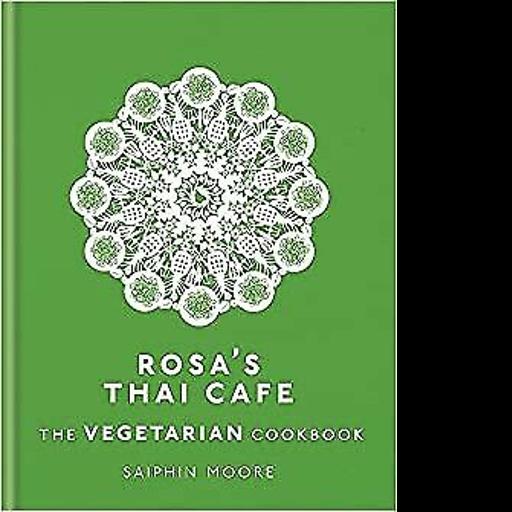 ROSA'S
THAI CAFE
THE VEGETARIAN COOKBOOK
SAIPHIN MOORE